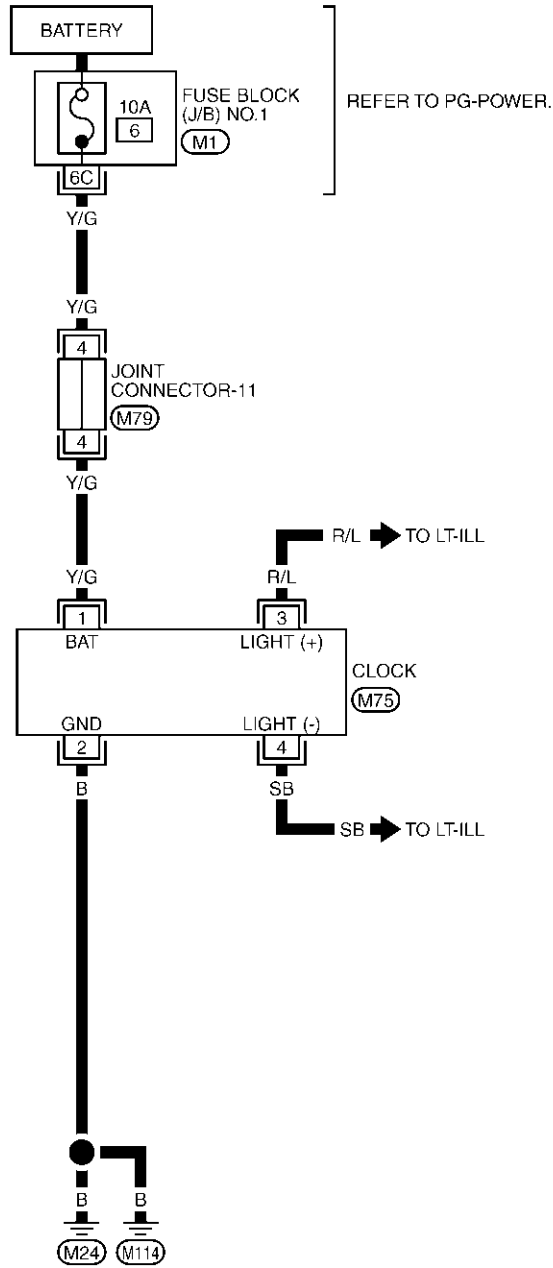 BATTERY
10A
6
FUSE BLOCK
(J/B) NO.1
M1
REFER TO PG-POWER.
6C
Y/G
Y/G
4
JOINT
CONNECTOR-11
M79
4
Y/G
R/L
TO LT-ILL
Y/G
R/L
1
3
BAT
LIGHT (+)
CLOCK
M75
GND
LIGHT (-)
2
4
B
SB
SB
TO LT-ILL
B
B
M24
M114